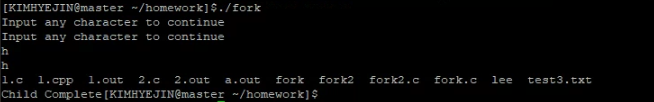 [KIMHYEJIN@master ~/homework]$./fork
Input any character to continue
Input any character to continue
h
h
1.c  1.cpp  1.out  2.c  2.out  a.out  fork  fork2  fork2.c  fork.c  lee  test3.txt
Child Complete[KIMHYEJIN@master ~/homework]$